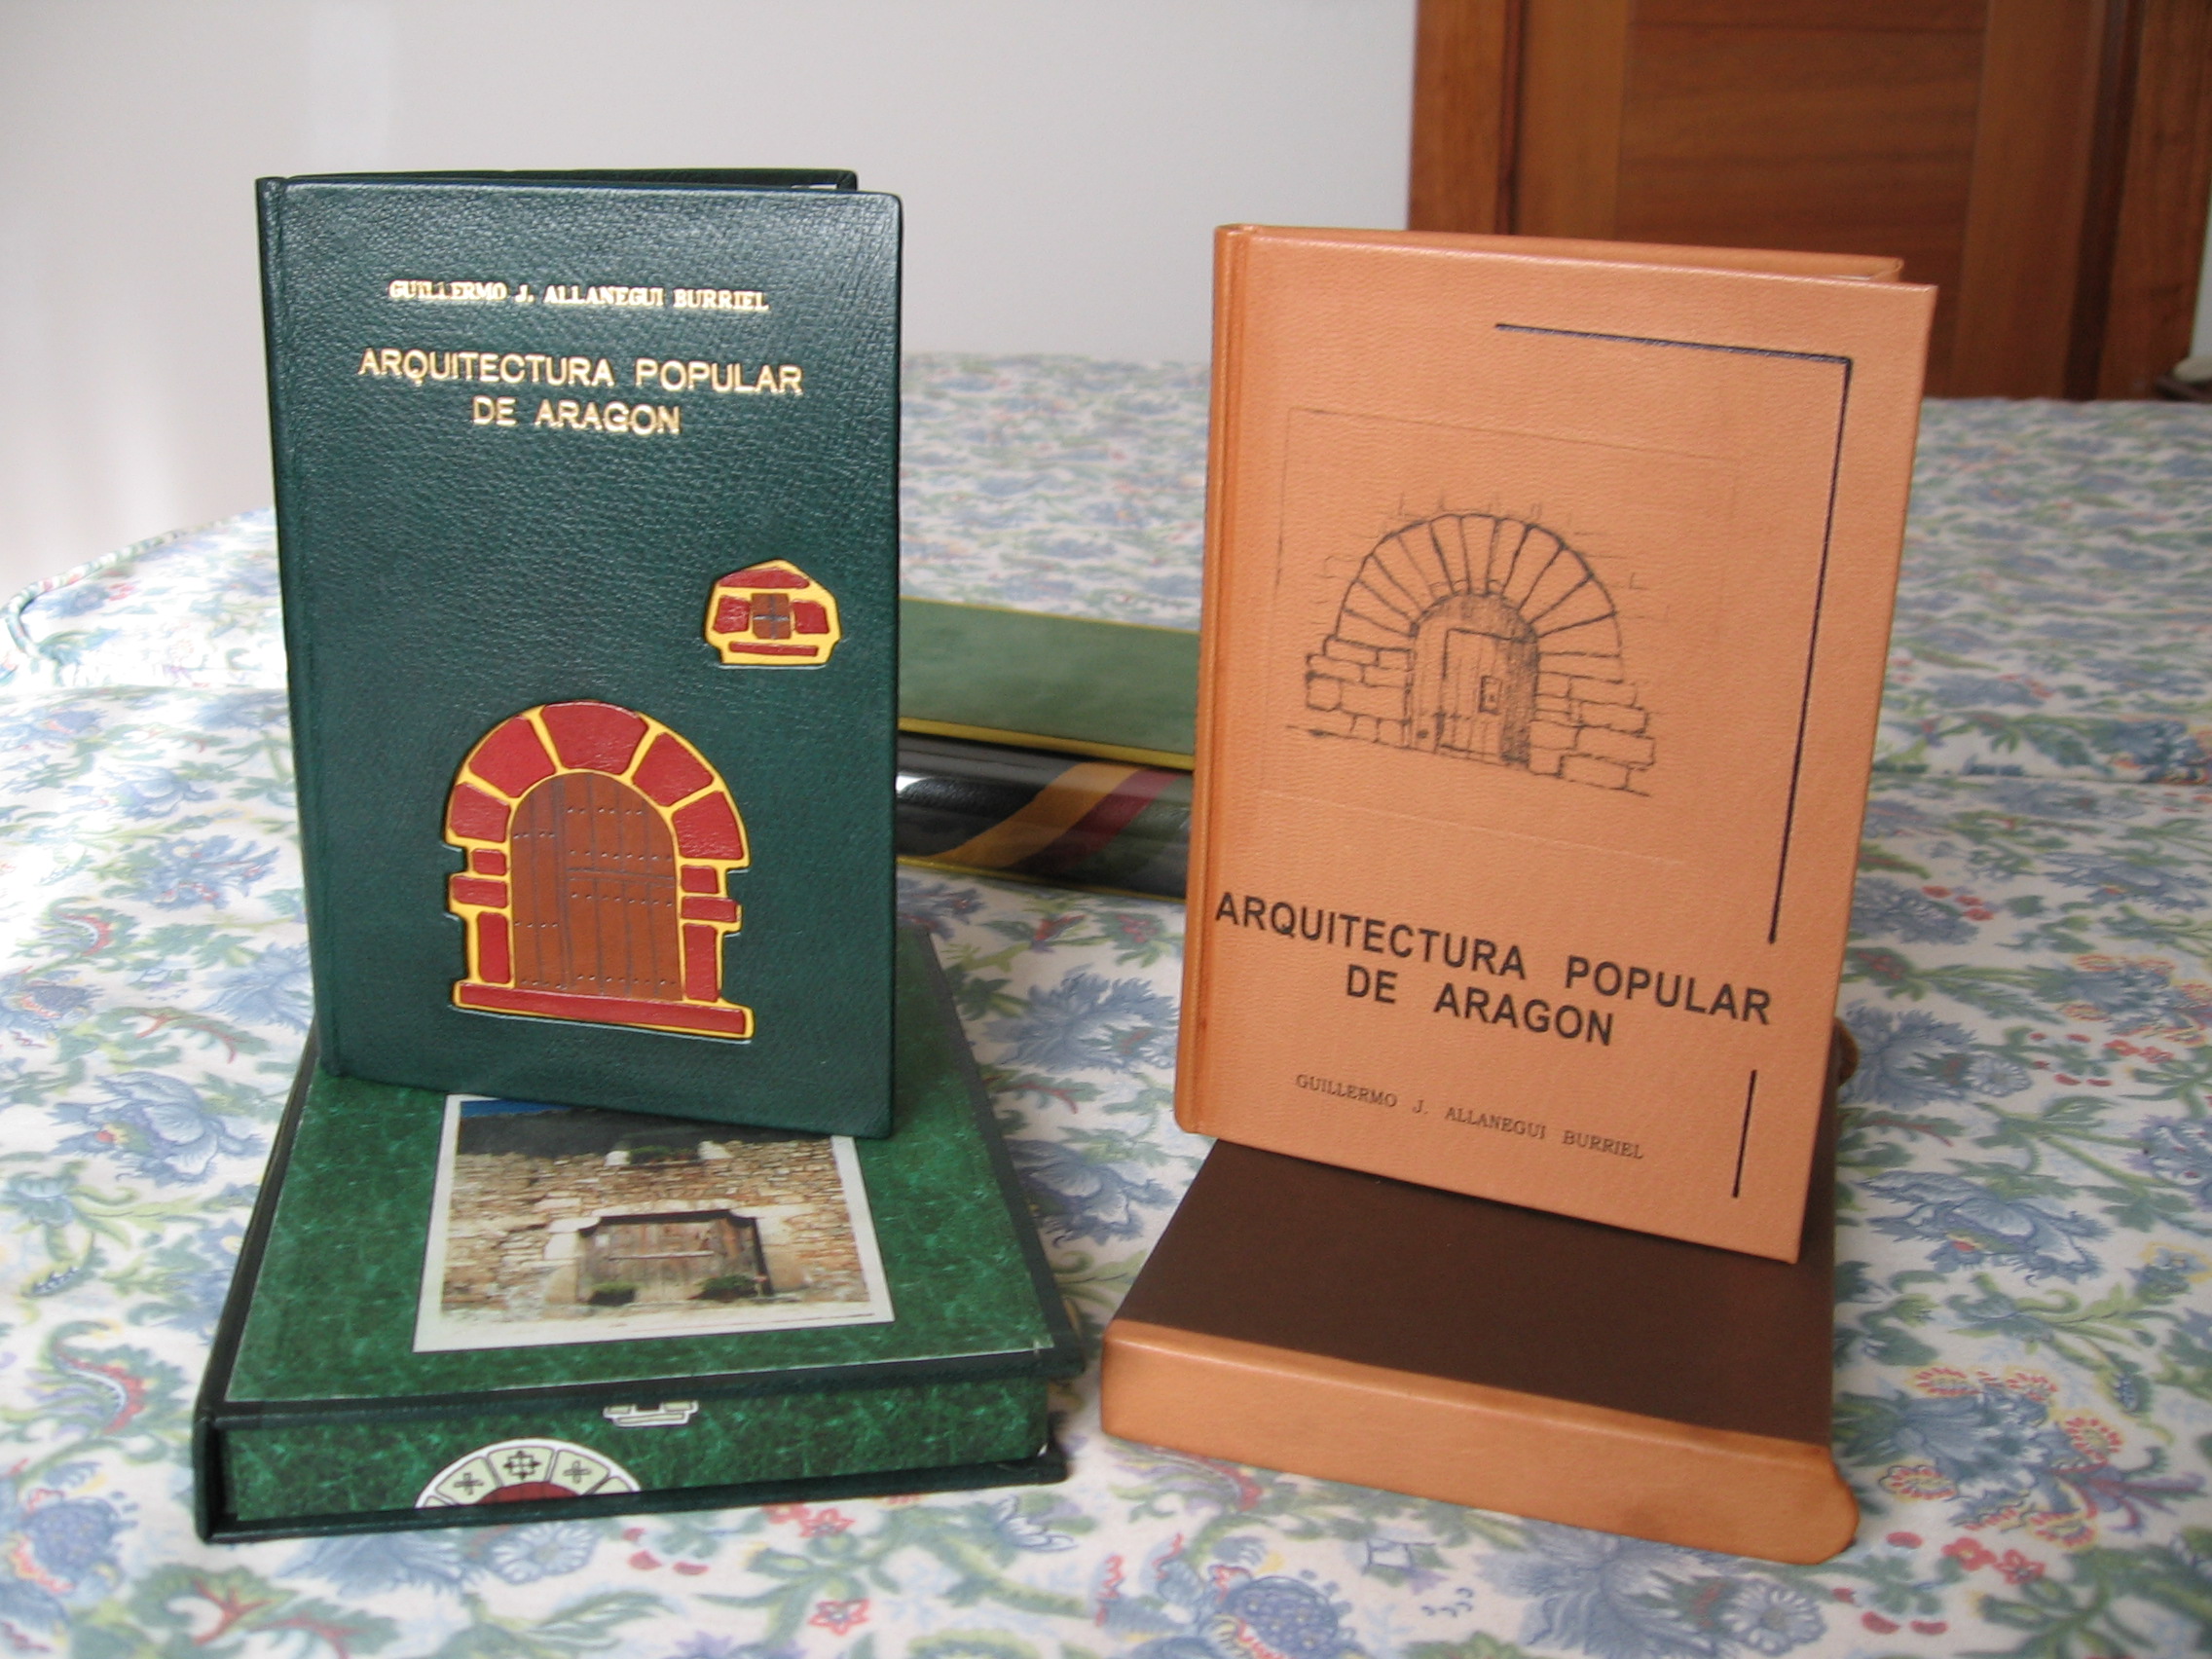 GUILLERMO J. ALLANEGUI BURRIEL
ARQUITECTURA POPULAR
DE ARAGON
ARQUITECTURA POPULAR
DE ARAGON
GUILLERMO J. ALLANEGUI BURRIEL